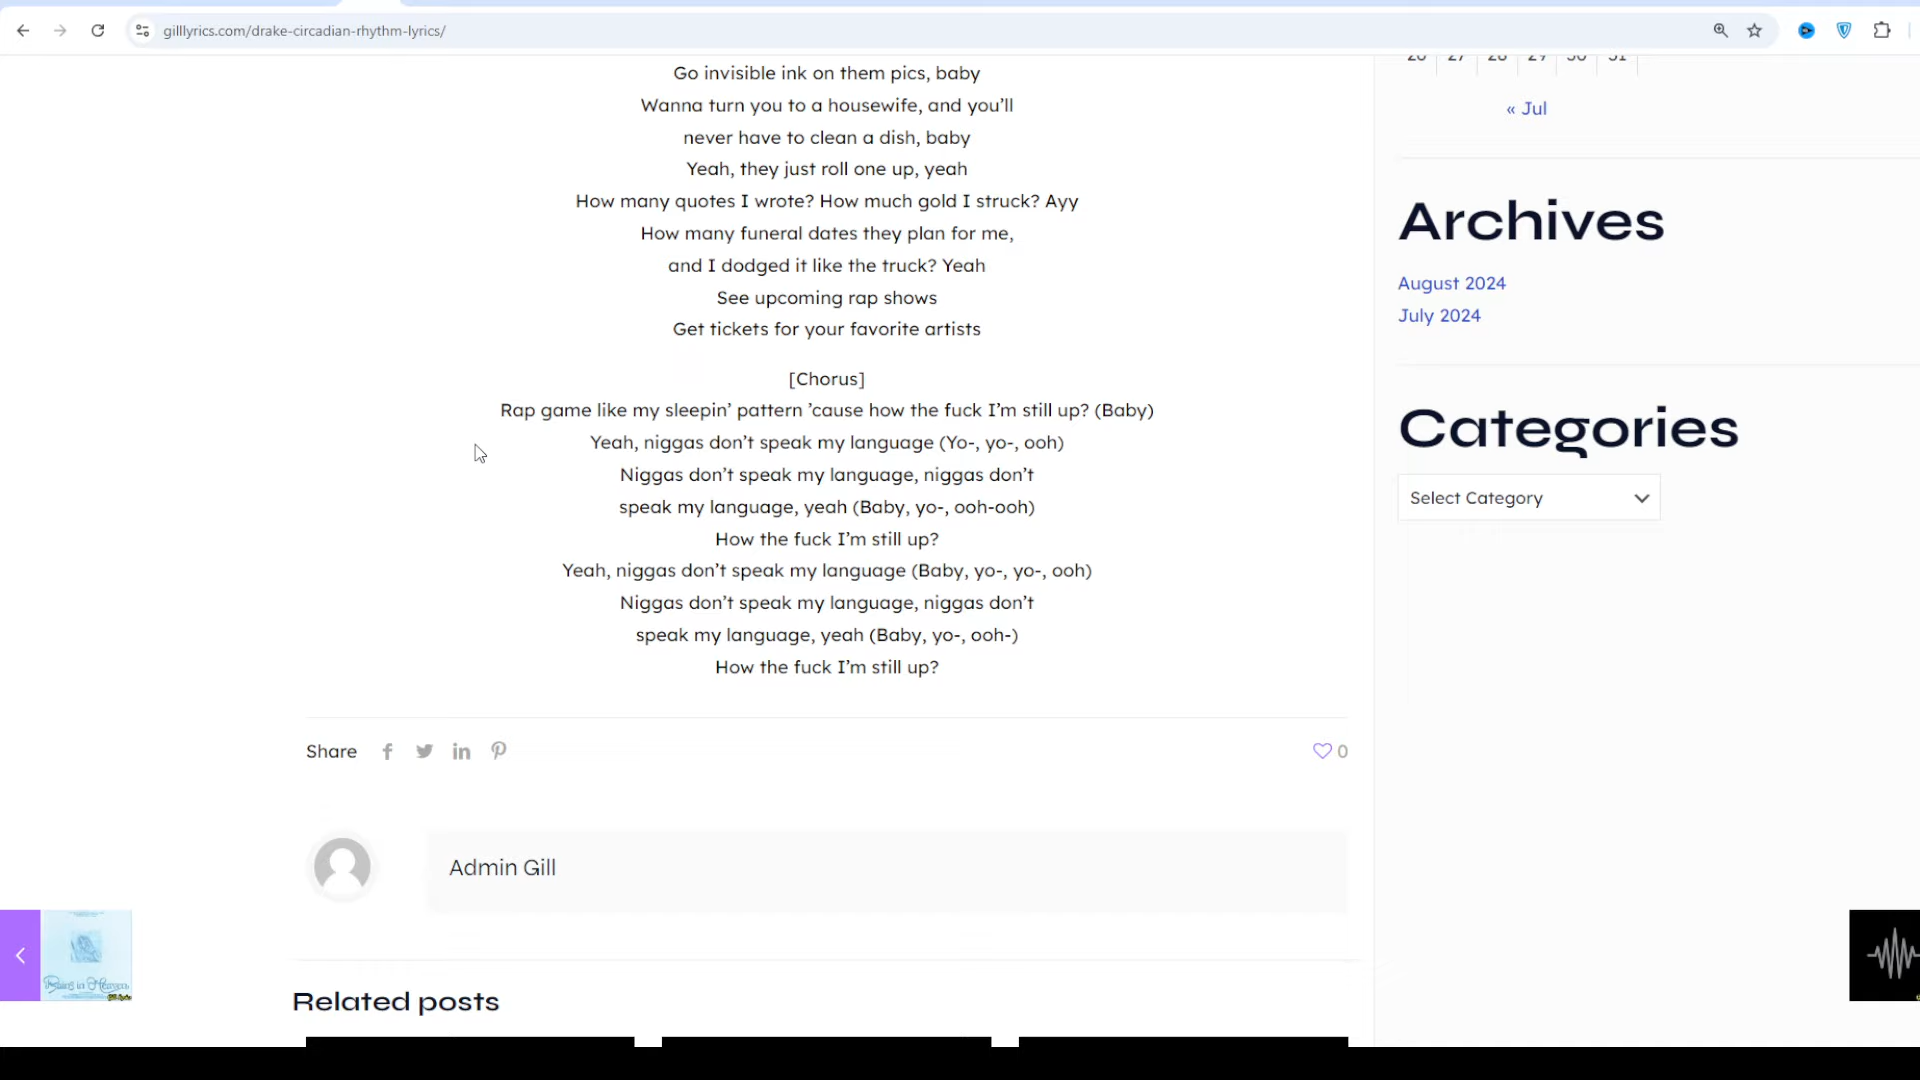 gilllyrics.com/drake-circadian-rhythm-lyrics/
Go invisible ink on them pics, baby
Wanna turn you to a housewife, and you’ll
never have to clean a dish, baby
Yeah, they just roll one up, yeah
How many quotes I wrote? How much gold I struck? Ayy
How many funeral dates they plan for me,
and I dodged it like the truck? Yeah
See upcoming rap shows
Get tickets for your favorite artists
[Chorus]
Rap game like my sleepin’ pattern ’cause how the fuck I’m still up? (Baby)
Yeah, niggas don’t speak my language (Yo-, yo-, ooh)
Niggas don’t speak my language, niggas don’t
speak my language, yeah (Baby, yo-, ooh-ooh)
How the fuck I’m still up?
Yeah, niggas don’t speak my language (Baby, yo-, yo-, ooh)
Niggas don’t speak my language, niggas don’t
speak my language, yeah (Baby, yo-, ooh-)
How the fuck I’m still up?
Share
0
Admin Gill
Related posts
26 27 28 29 30 31
« Jul
Archives
August 2024
July 2024
Categories
Select Category